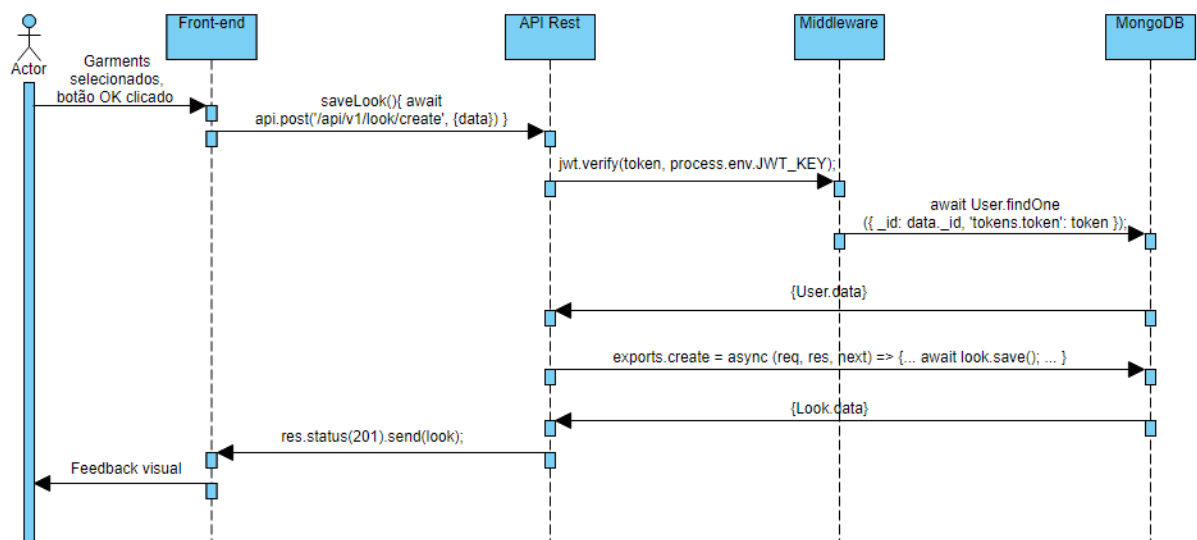 Front-end
API Rest
Middleware
MongoDB
Actor
Garments
selecionados,
botão OK clicado
saveLook(){ await
api.post('/api/v1/look/create', {data}) }
jwt.verify(token, process.env.JWT_KEY);
await User.findOne
({ _id: data._id, 'tokens.token': token });
{User.data}
exports.create = async (req, res, next) => {... await look.save(); ... }
{Look.data}
res.status(201).send(look);
Feedback visual